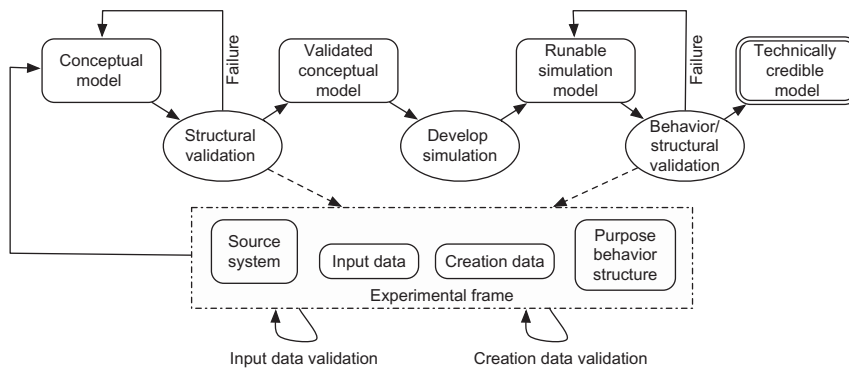 Conceptual
model
Failure
Validated
conceptual
model
Runable
simulation
model
Failure
Technically
credible
model
Structural
validation
Develop
simulation
Behavior/
structural
validation
Source
system
Input data
Creation data
Purpose
behavior
structure
Experimental frame
Input data validation
Creation data validation